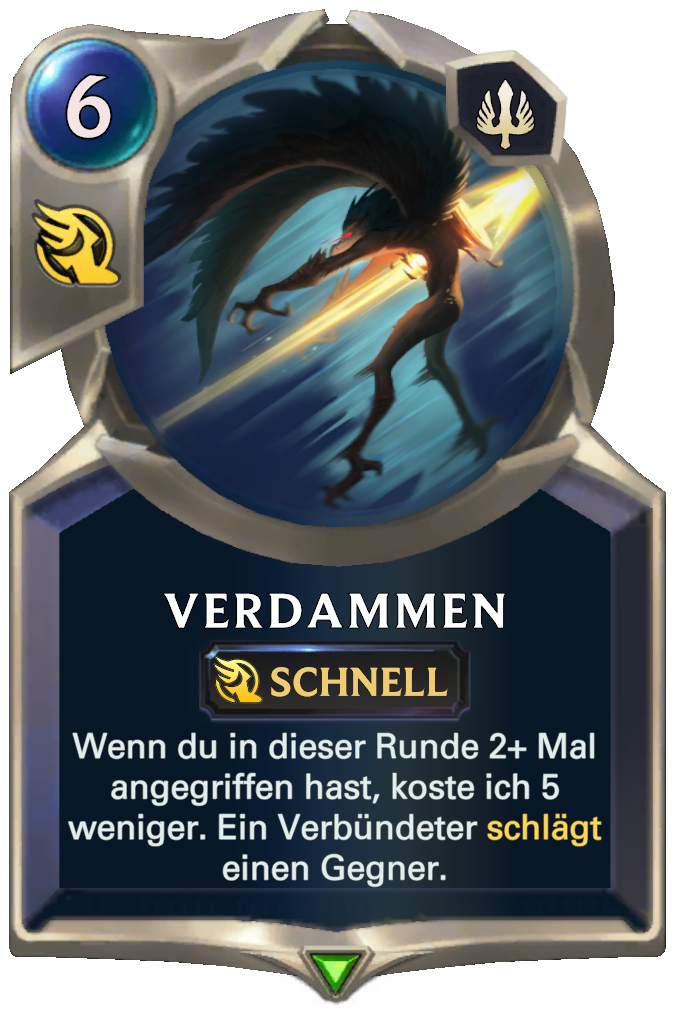 6
VERDAMMEN
SCHNELL
Wenn du in dieser Runde 2+ Mal
angegriffen hast, koste ich 5
weniger. Ein Verbündeter schlägt
einen Gegner.